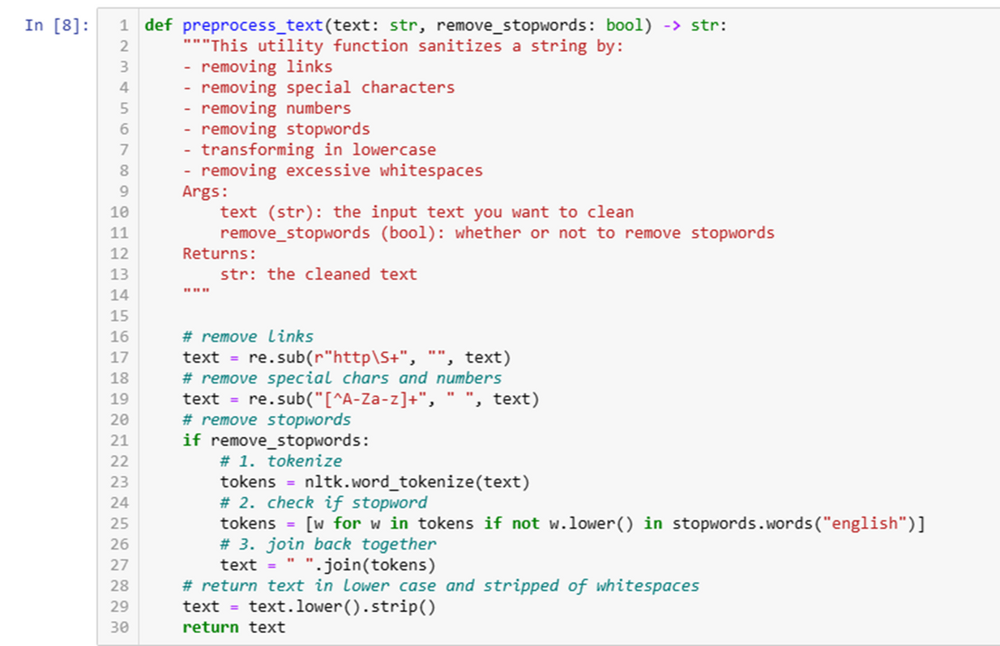 In [8]:
1 def preprocess_text(text: str, remove_stopwords: bool) -> str:
2     """This utility function sanitizes a string by:
3     - removing links
4     - removing special characters
5     - removing numbers
6     - removing stopwords
7     - transforming in lowercase
8     - removing excessive whitespaces
9     Args:
10         text (str): the input text you want to clean
11         remove_stopwords (bool): whether or not to remove stopwords
12     Returns:
13         str: the cleaned text
14     """
15
16     # remove links
17     text = re.sub(r"http\S+", "", text)
18     # remove special chars and numbers
19     text = re.sub("[^A-Za-z]+", " ", text)
20     # remove stopwords
21     if remove_stopwords:
22         # 1. tokenize
23         tokens = nltk.word_tokenize(text)
24         # 2. check if stopword
25         tokens = [w for w in tokens if not w.lower() in stopwords.words("english")]
26         # 3. join back together
27         text = " ".join(tokens)
28     # return text in lower case and stripped of whitespaces
29     text = text.lower().strip()
30     return text